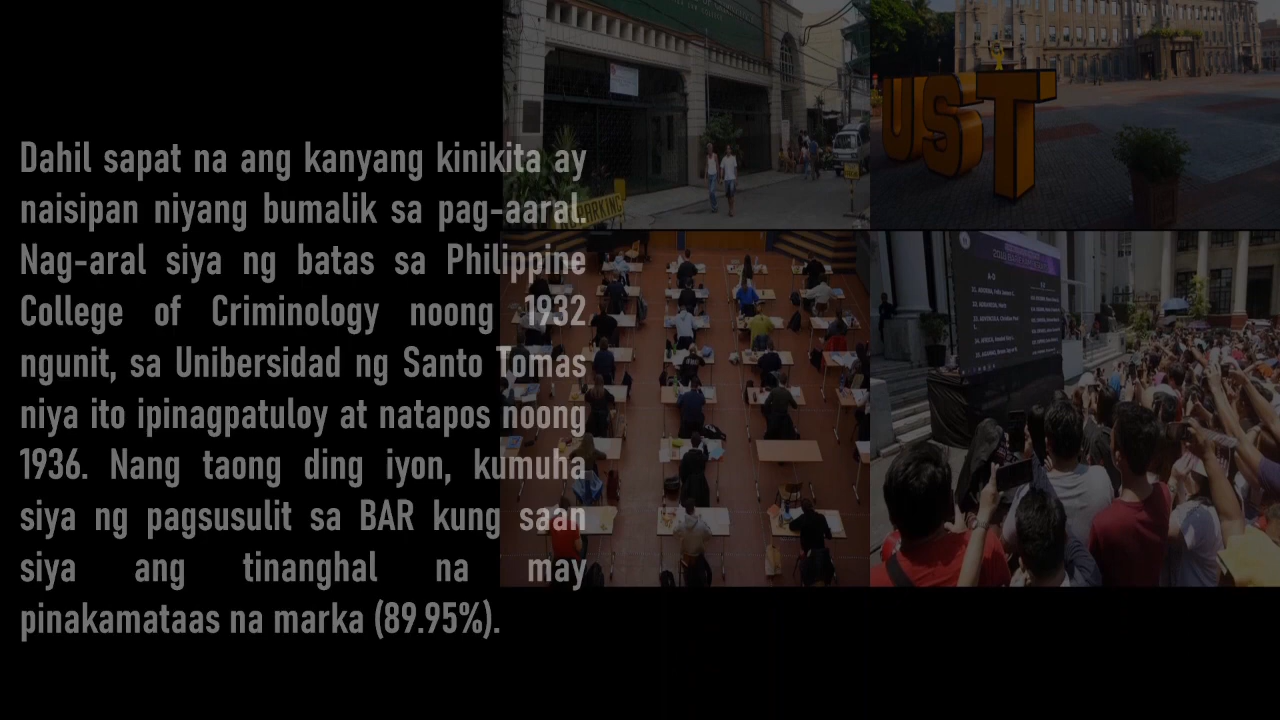 Dahil sapat na ang kanyang kinikita ay
naisipan niyang bumalik sa pag-aaral.
Nag-aral siya ng batas sa Philippine
College of Criminology noong 1932
ngunit, sa Unibersidad ng Santo Tomas
niya ito ipinagpatuloy at natapos noong
1936. Nang taong ding iyon, kumuha
siya ng pagsusulit sa BAR kung saan
siya ang tinanghal na may
pinakamataas na marka (89.95%).
UST
PARKING
A-D